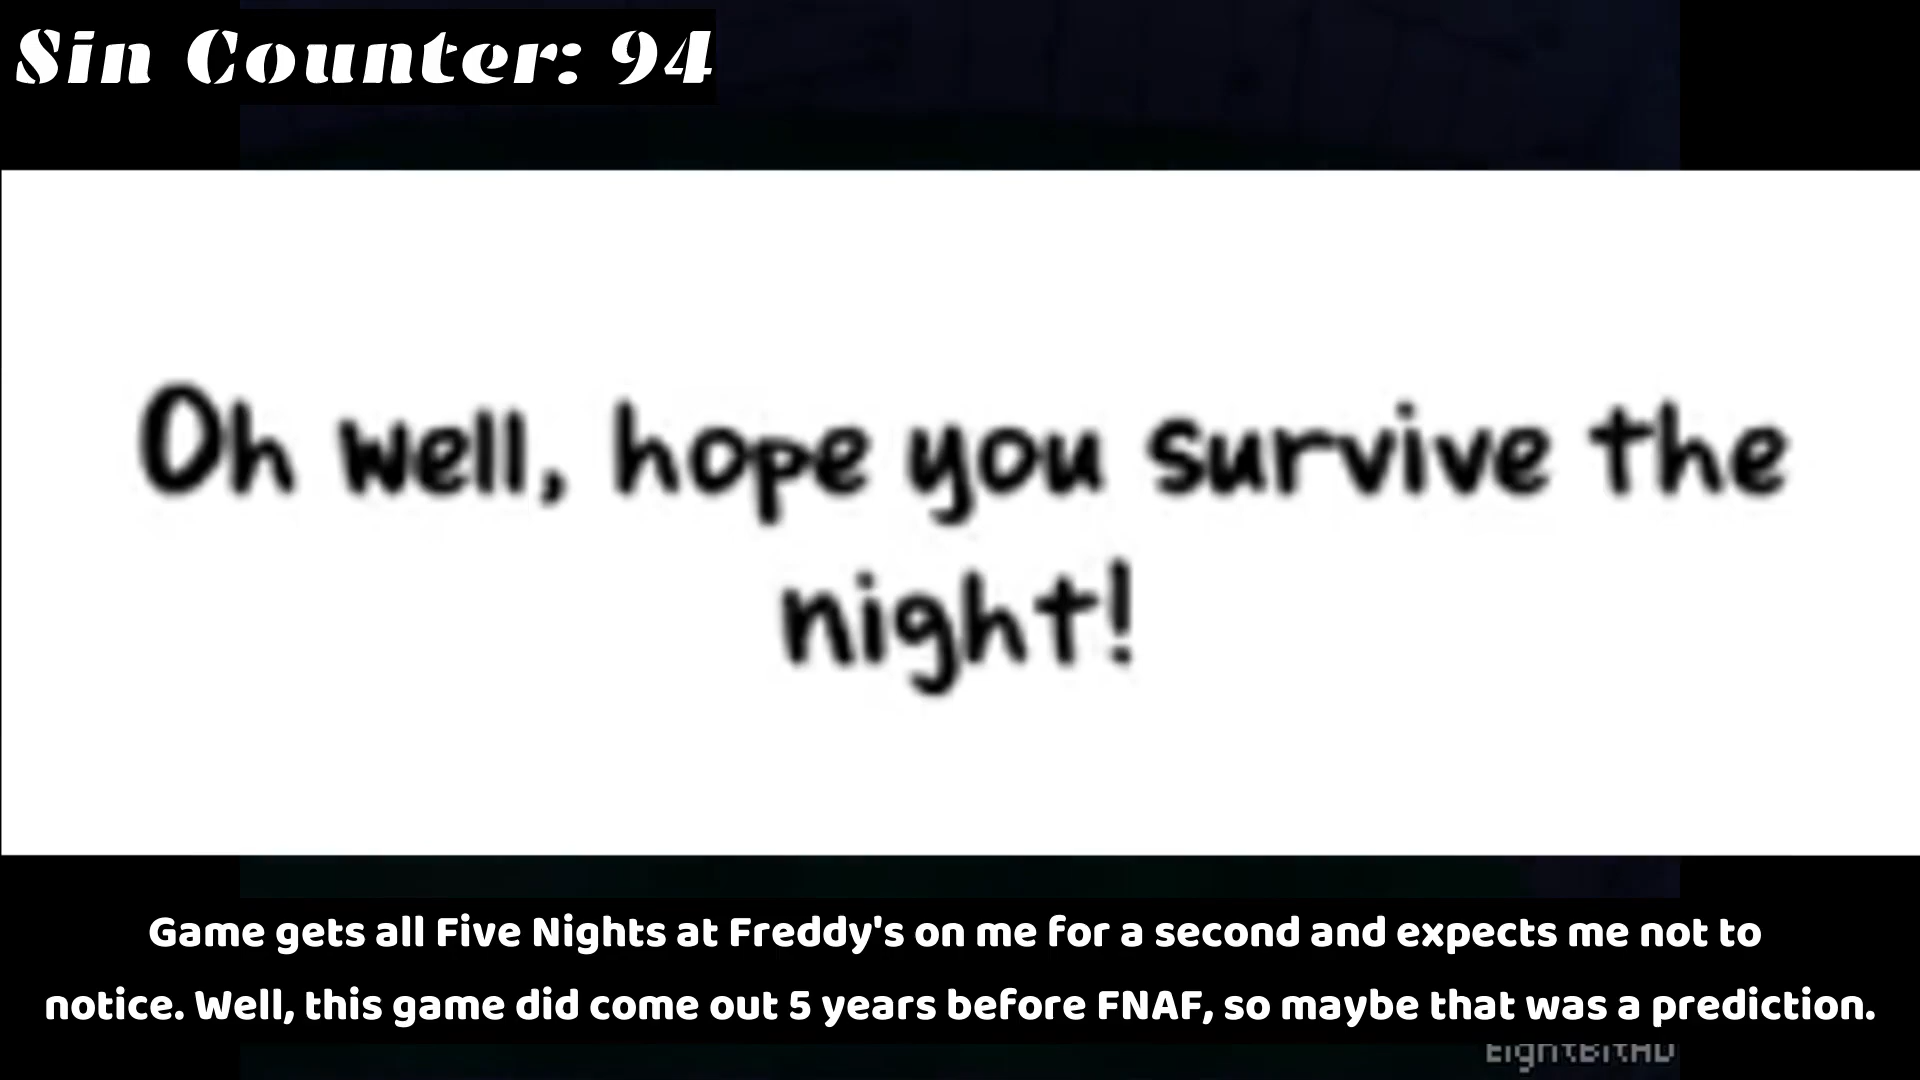 Sin Counter: 94
Oh well, hope you survive the
night!
Game gets all Five Nights at Freddy's on me for a second and expects me not to
notice. Well, this game did come out 5 years before FNAF, so maybe that was a prediction.
EightBitHD